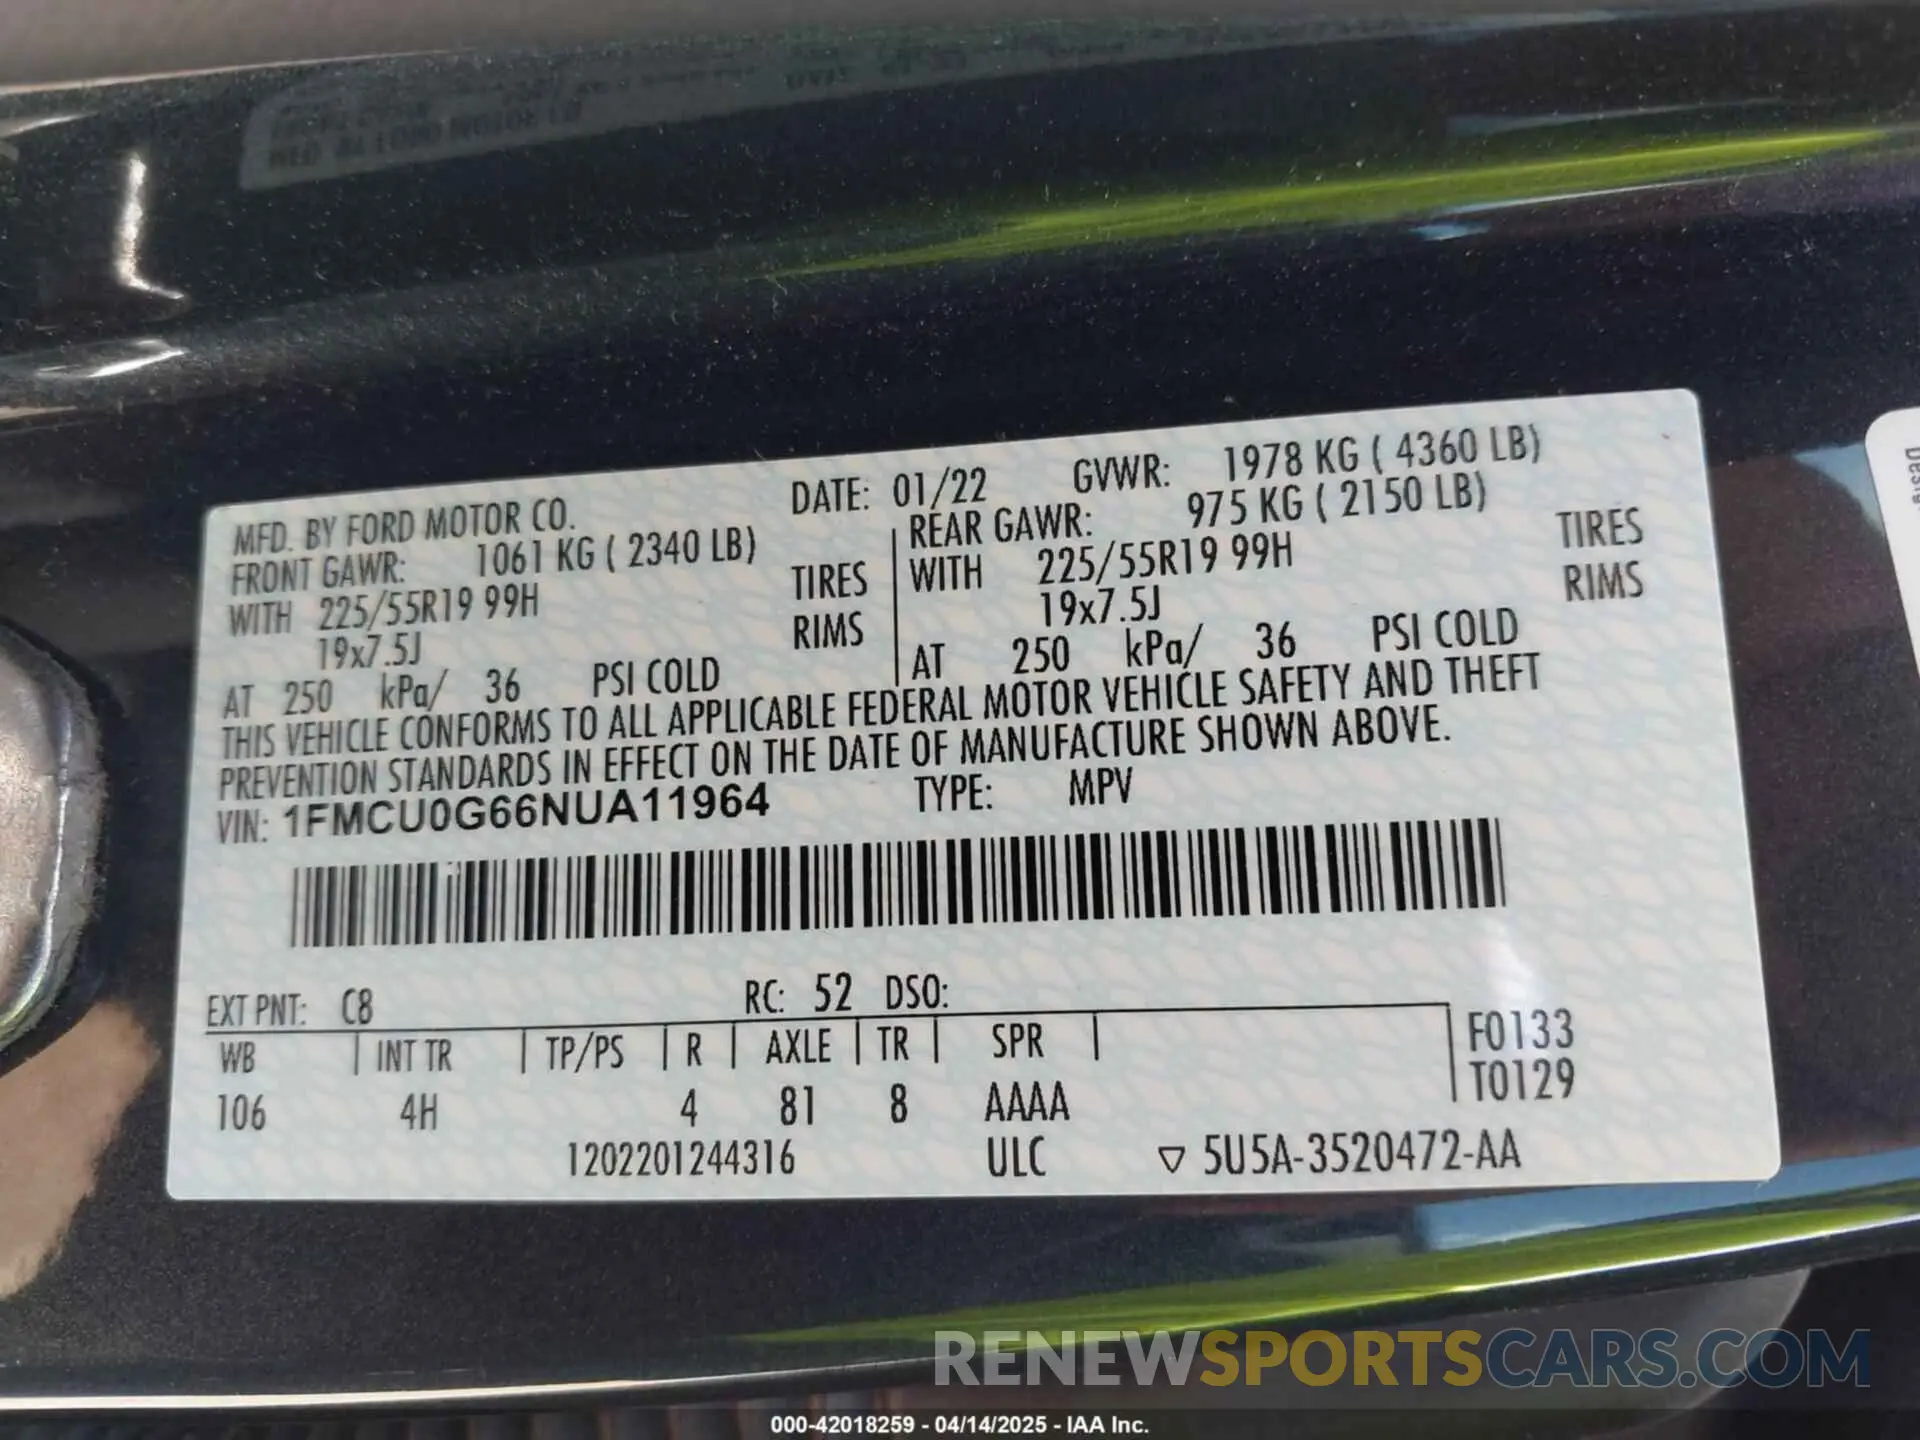 MFD. BY FORD MOTOR CO. DATE: 01/22 GVWR: 1978 KG ( 4360 LB)
FRONT GAWR: 1061 KG ( 2340 LB) REAR GAWR: 975 KG ( 2150 LB)
WITH 225/55R19 99H TIRES WITH 225/55R19 99H TIRES
19x7.5J RIMS 19x7.5J RIMS
AT 250 kPa/ 36 PSI COLD AT 250 kPa/ 36 PSI COLD
THIS VEHICLE CONFORMS TO ALL APPLICABLE FEDERAL MOTOR VEHICLE SAFETY AND THEFT
PREVENTION STANDARDS IN EFFECT ON THE DATE OF MANUFACTURE SHOWN ABOVE.
VIN: 1FMCU0G66NUA11964 TYPE: MPV
EXT PNT: C8 RC: 52 DSO:
WB INT TR TP/PS R AXLE TR SPR F0133
T0129
106 4H 4 81 8 AAAA
1202201244316 ULC ▽ 5U5A-3520472-AA
RENEWSPORTSCARS.COM
000-42018259 - 04/14/2025 - IAA Inc.